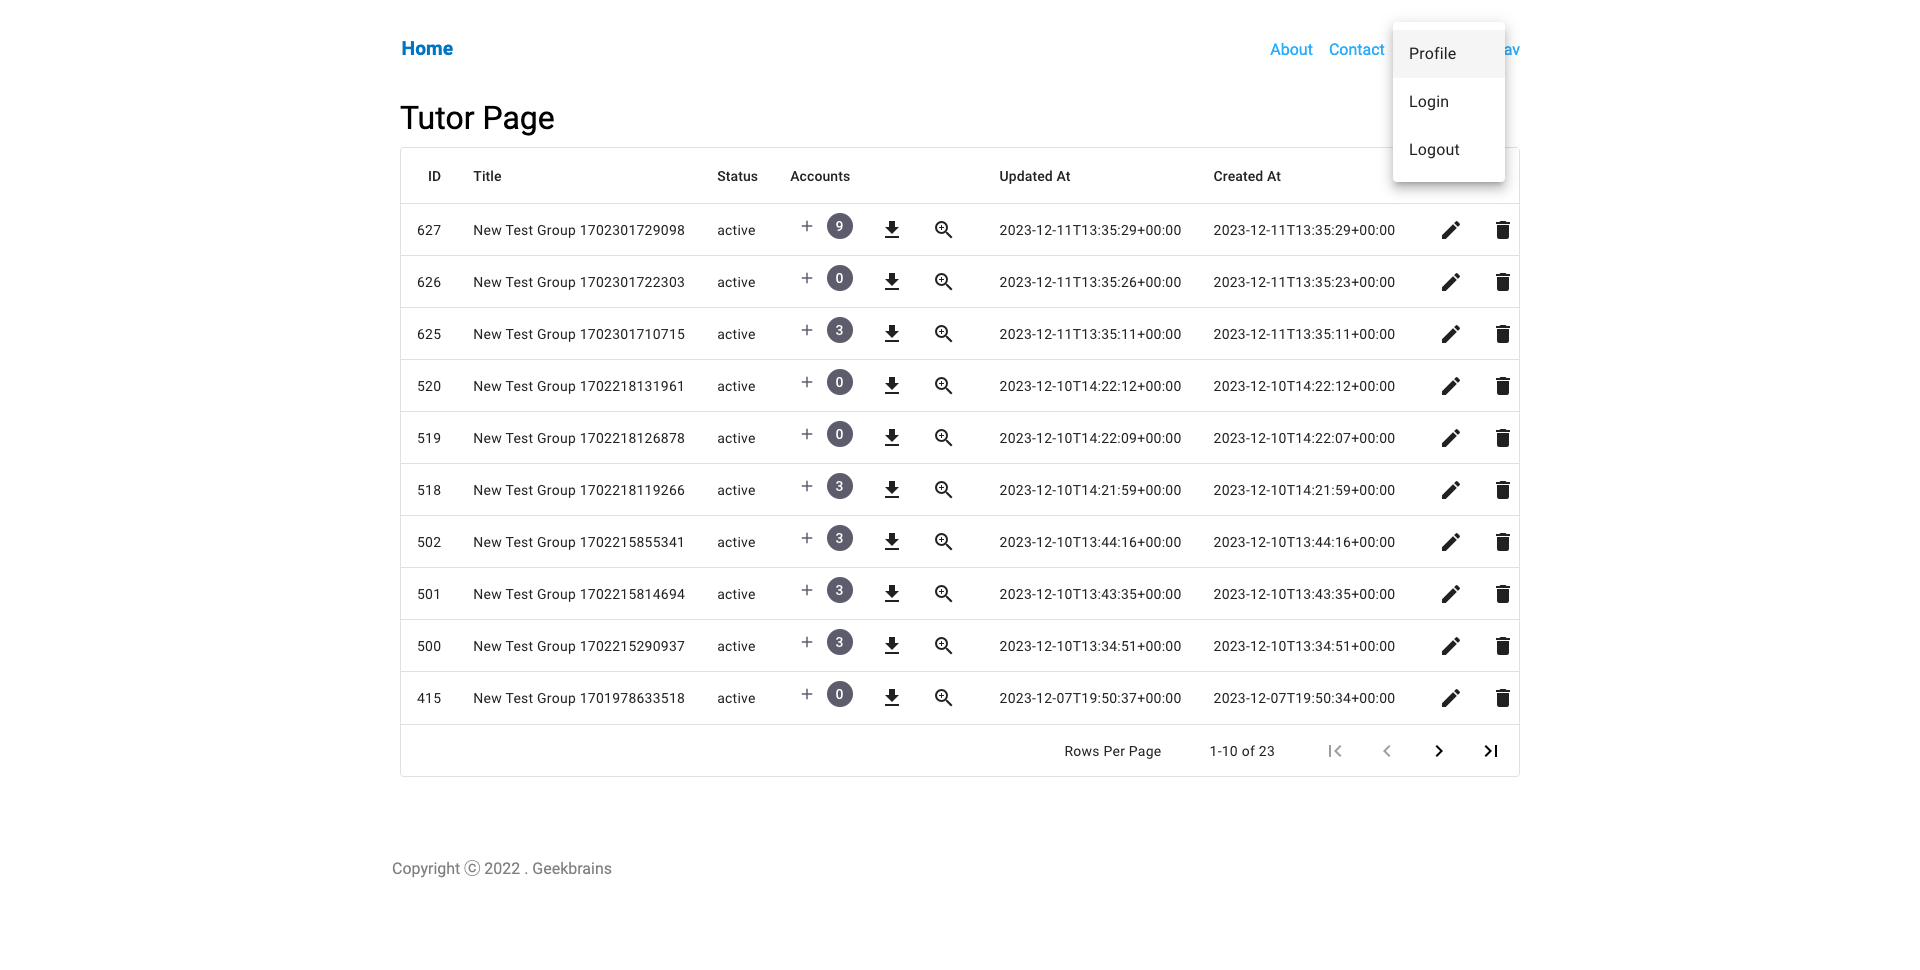 Home About Contact av
Profile
Login
Logout
Tutor Page
ID Title Status Accounts Updated At Created At
627 New Test Group 1702301729098 active + 9 2023-12-11T13:35:29+00:00 2023-12-11T13:35:29+00:00
626 New Test Group 1702301722303 active + 0 2023-12-11T13:35:26+00:00 2023-12-11T13:35:23+00:00
625 New Test Group 1702301710715 active + 3 2023-12-11T13:35:11+00:00 2023-12-11T13:35:11+00:00
520 New Test Group 1702218131961 active + 0 2023-12-10T14:22:12+00:00 2023-12-10T14:22:12+00:00
519 New Test Group 1702218126878 active + 0 2023-12-10T14:22:09+00:00 2023-12-10T14:22:07+00:00
518 New Test Group 1702218119266 active + 3 2023-12-10T14:21:59+00:00 2023-12-10T14:21:59+00:00
502 New Test Group 1702215855341 active + 3 2023-12-10T13:44:16+00:00 2023-12-10T13:44:16+00:00
501 New Test Group 1702215814694 active + 3 2023-12-10T13:43:35+00:00 2023-12-10T13:43:35+00:00
500 New Test Group 1702215290937 active + 3 2023-12-10T13:34:51+00:00 2023-12-10T13:34:51+00:00
415 New Test Group 1701978633518 active + 0 2023-12-07T19:50:37+00:00 2023-12-07T19:50:34+00:00
Rows Per Page 1-10 of 23
Copyright ⓒ 2022 . Geekbrains